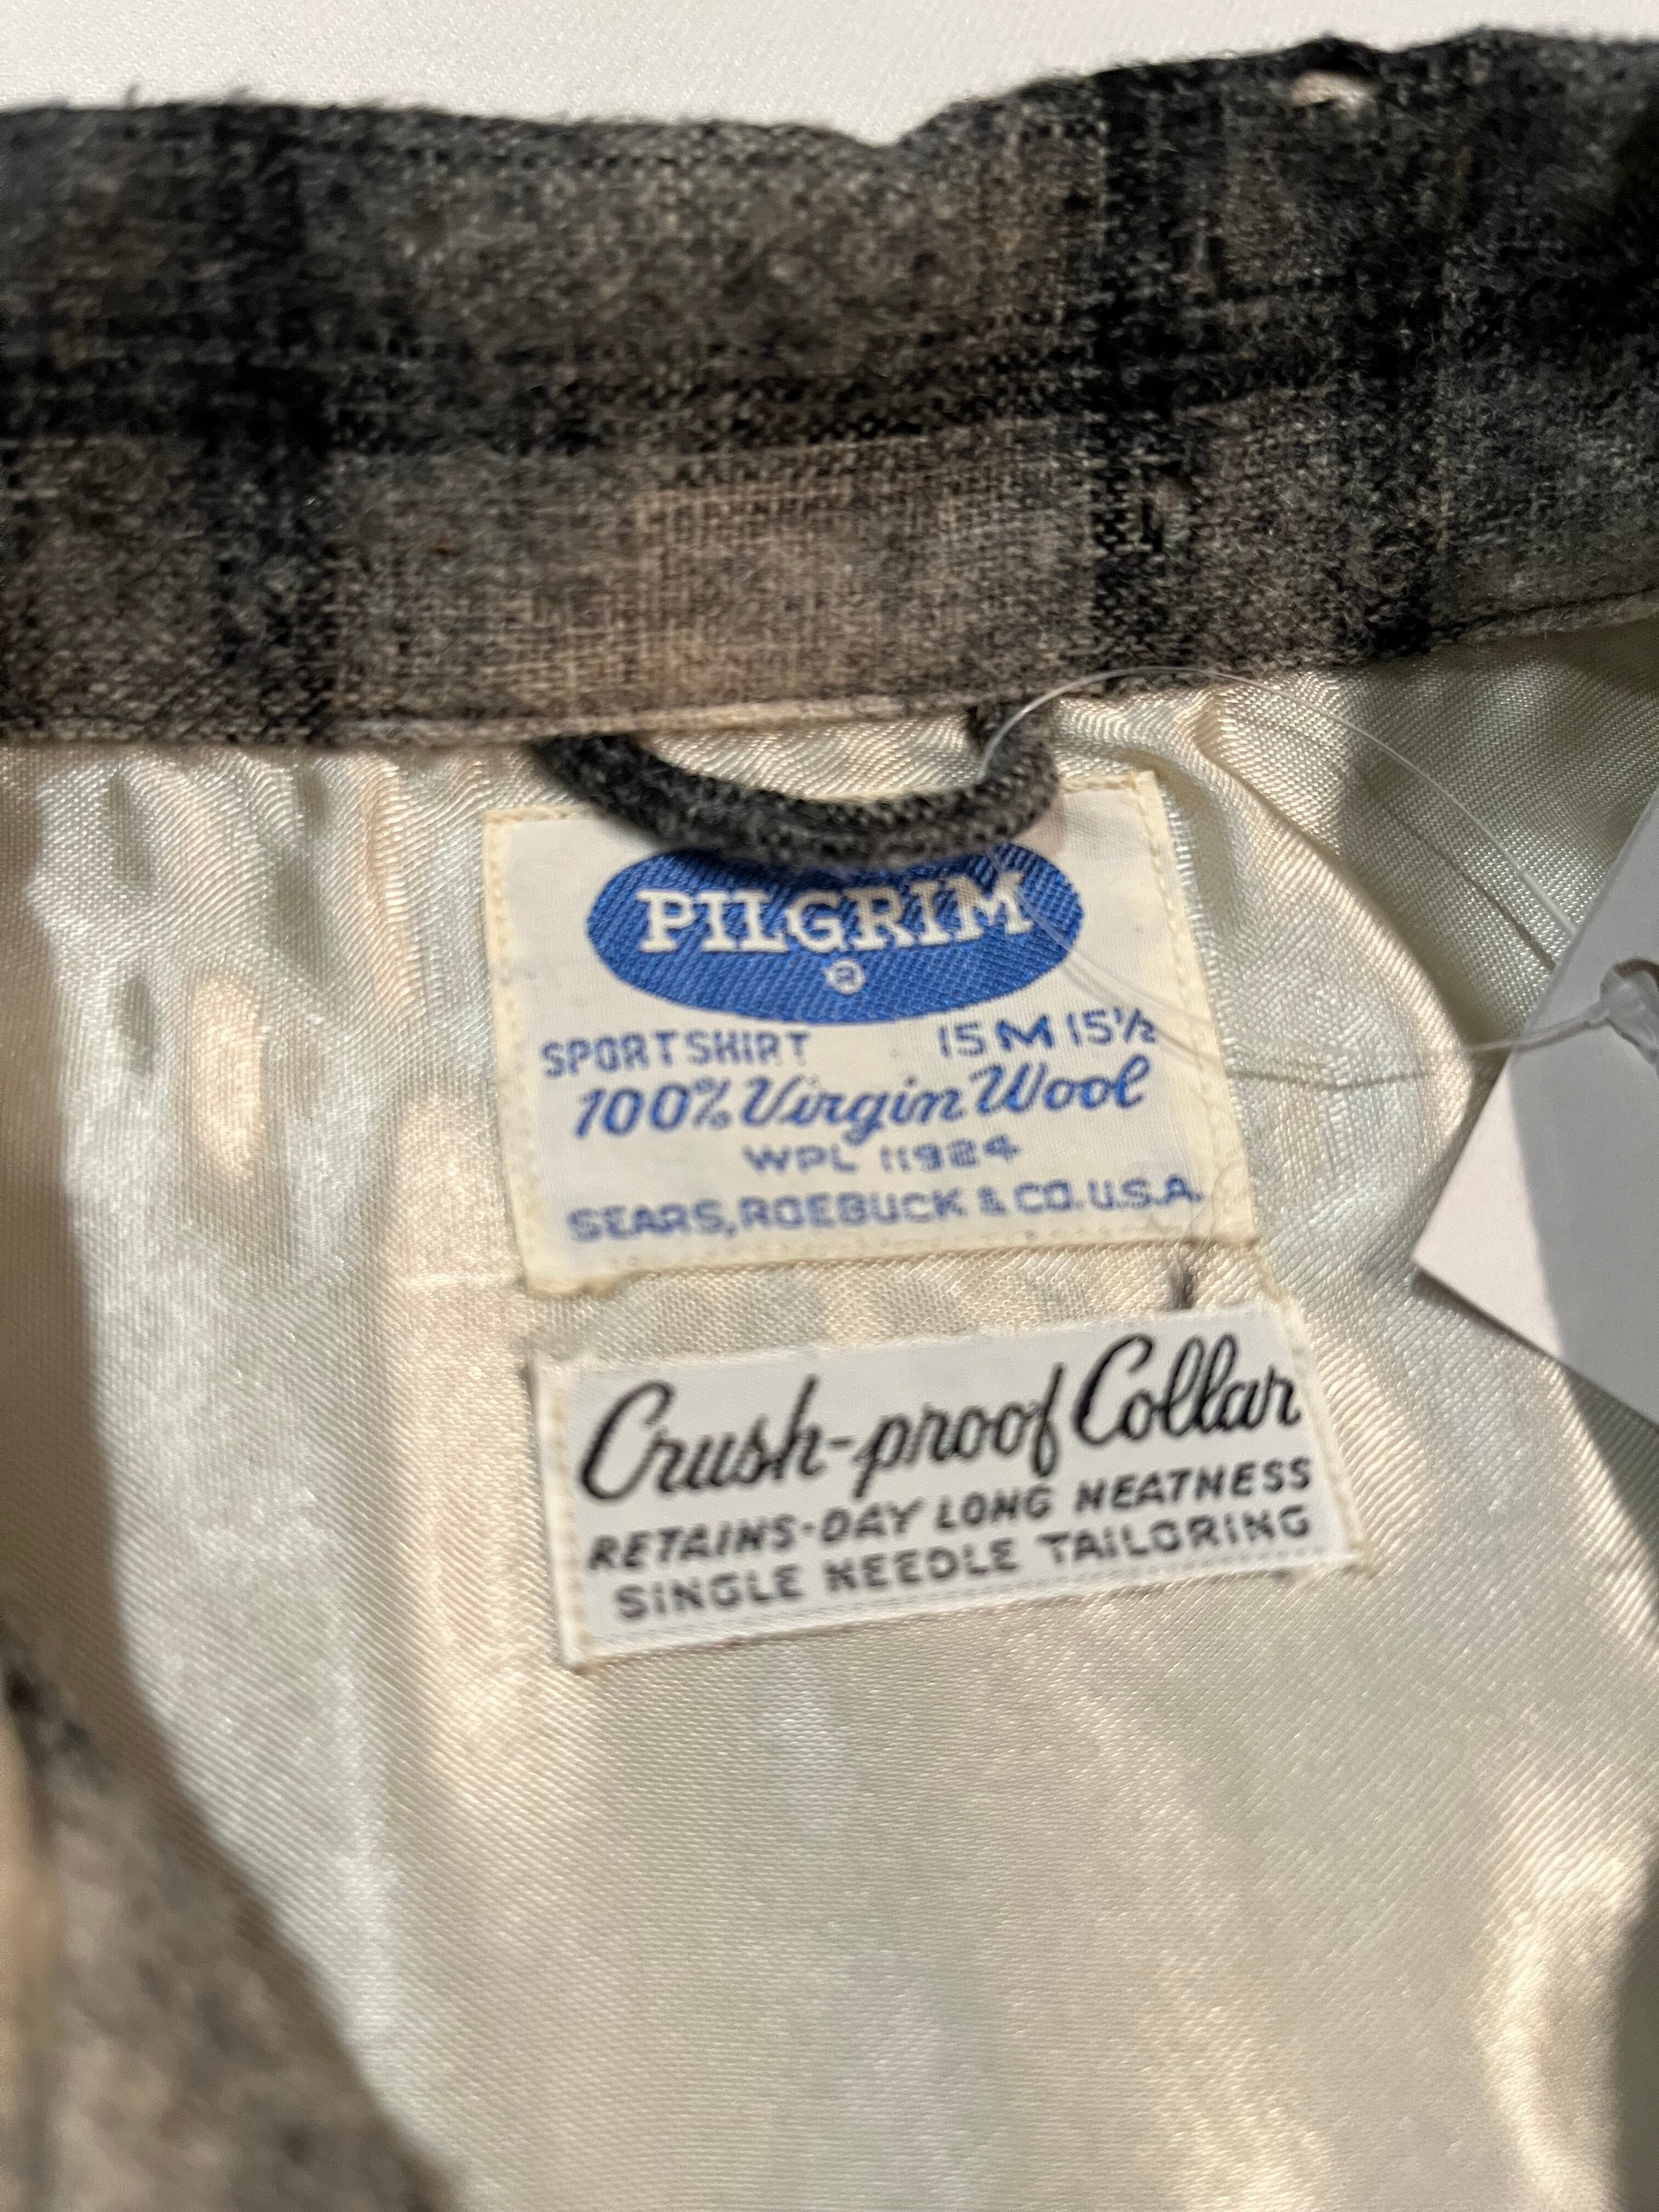 PILGRIM
®
SPORTSHIRT 15 M 15½
100% Virgin Wool
WPL 11924
SEARS, ROEBUCK & CO. U.S.A.
Crush-proof Collar
RETAINS-DAY LONG NEATNESS
SINGLE NEEDLE TAILORING